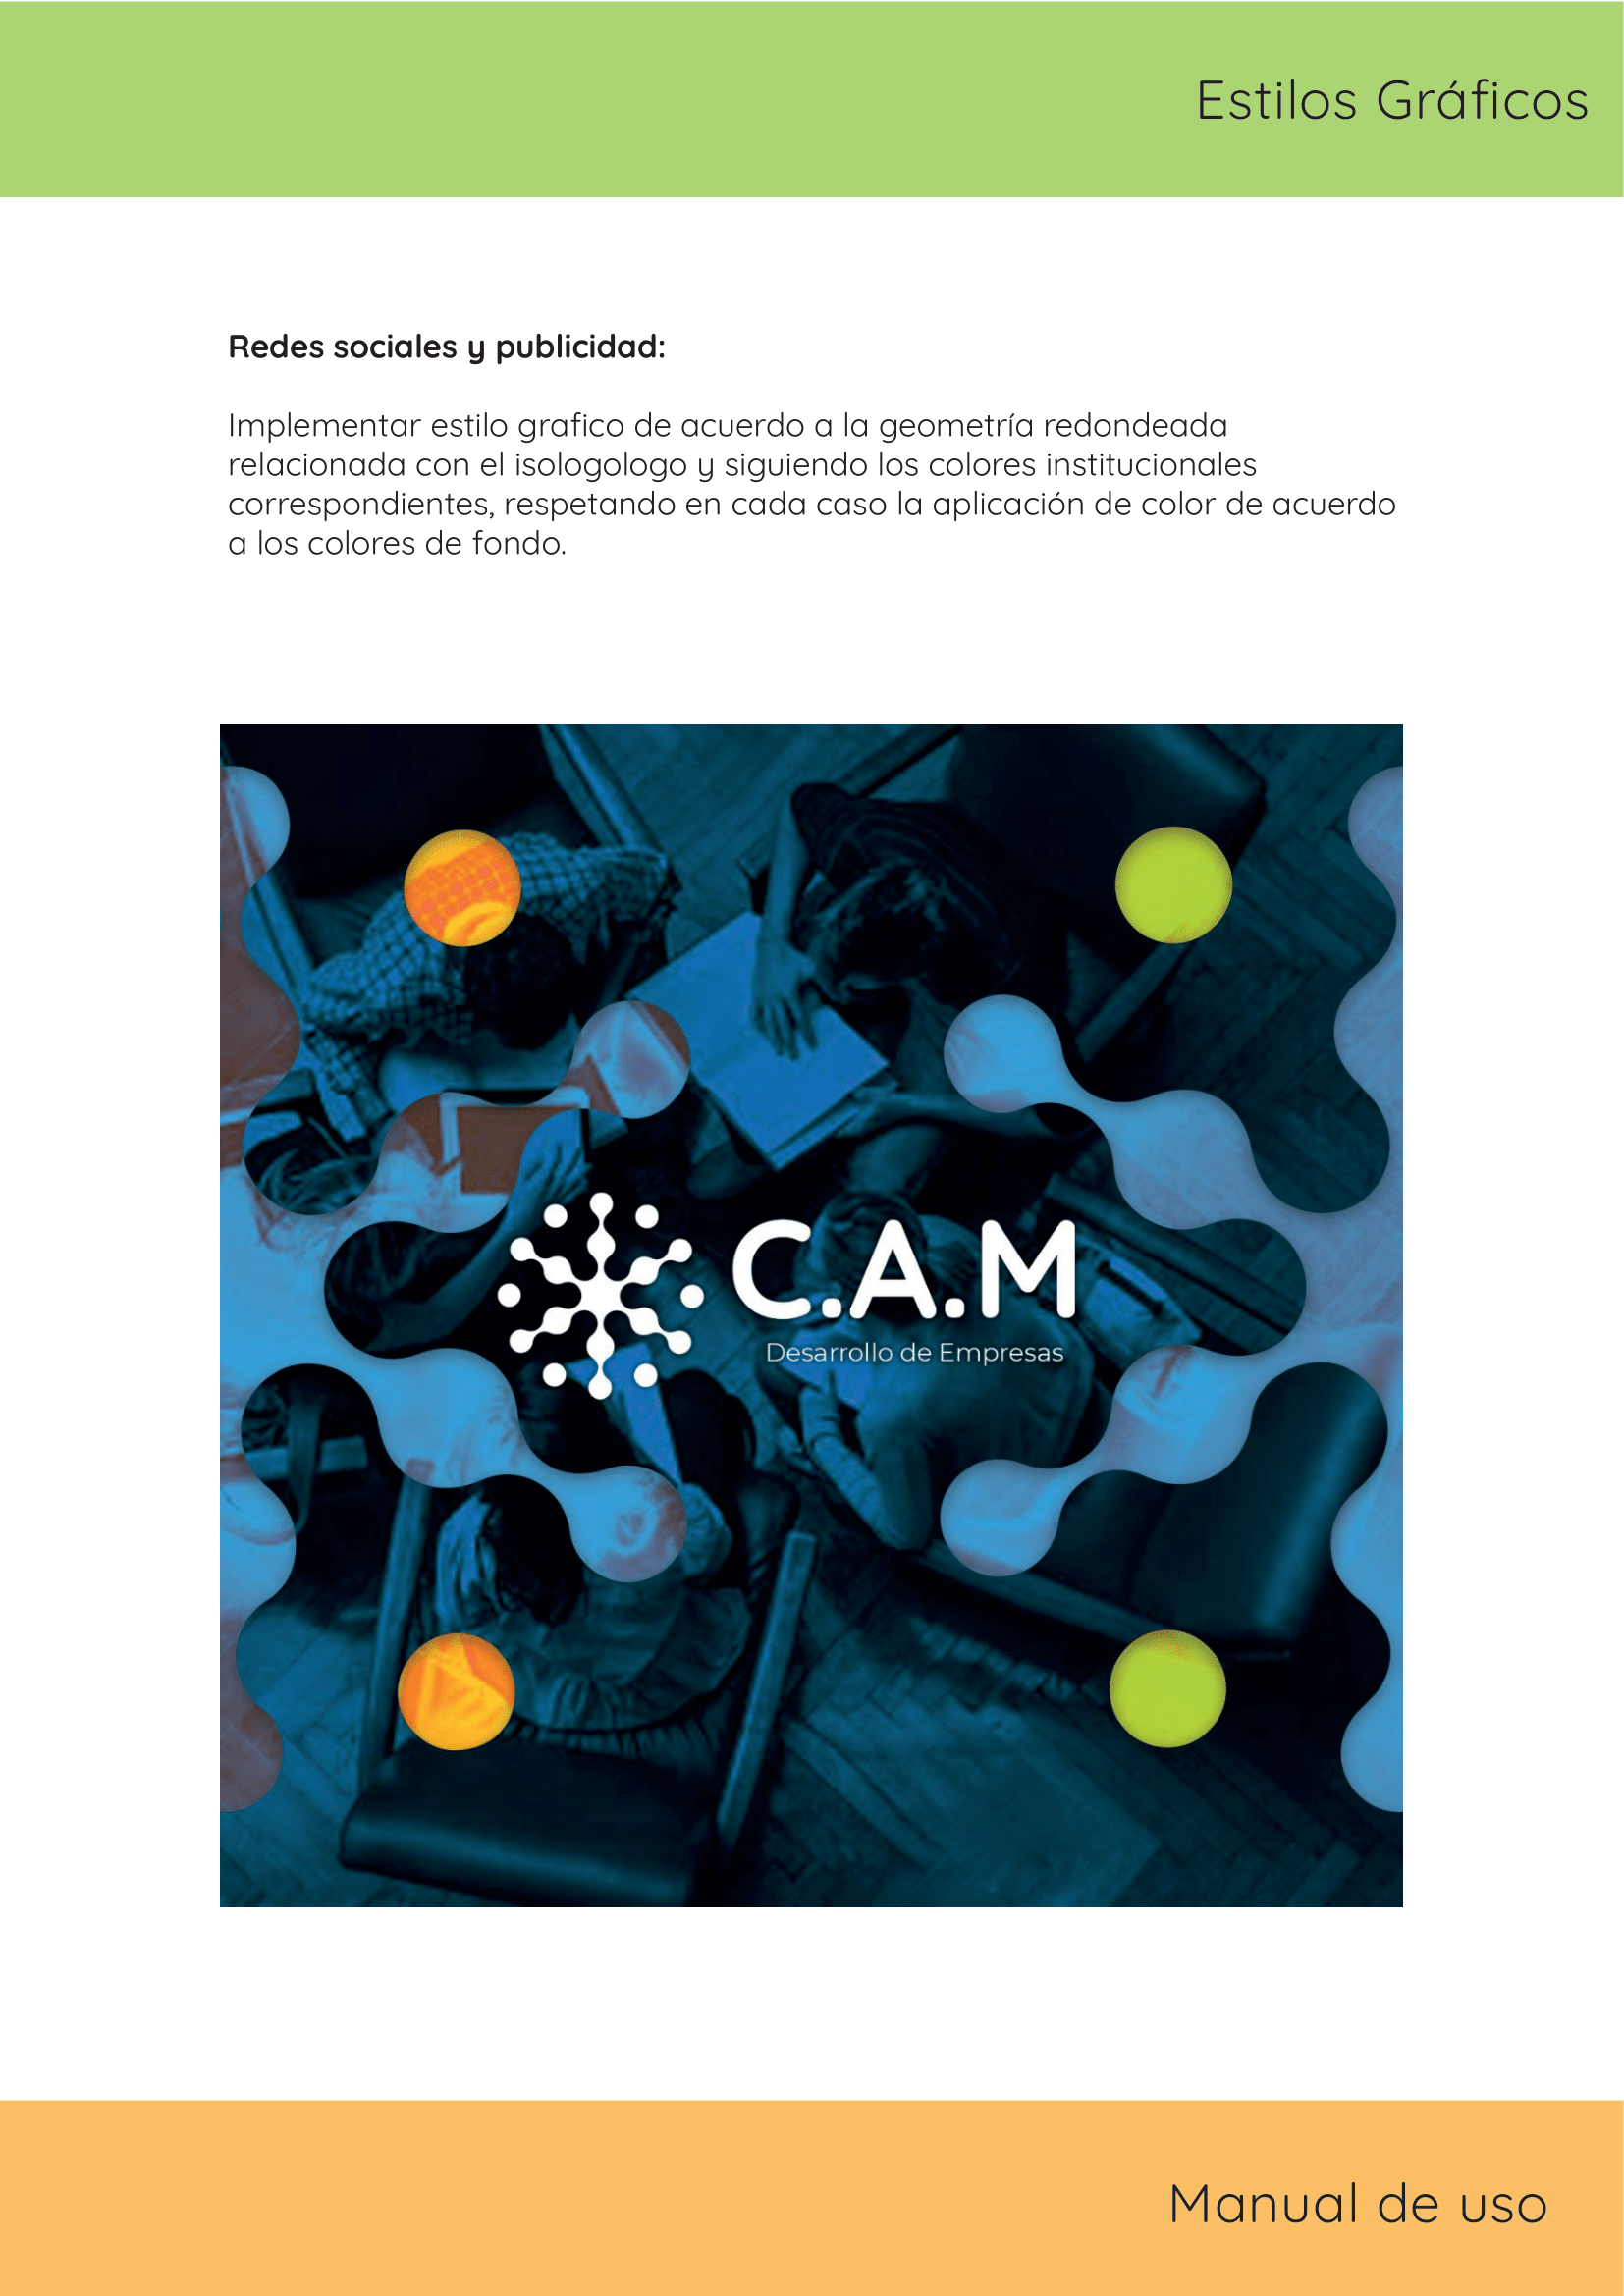 Estilos Gráficos
Redes sociales y publicidad:
Implementar estilo grafico de acuerdo a la geometría redondeada
relacionada con el isologologo y siguiendo los colores institucionales
correspondientes, respetando en cada caso la aplicación de color de acuerdo
a los colores de fondo.
C.A.M
Desarrollo de Empresas
Manual de uso